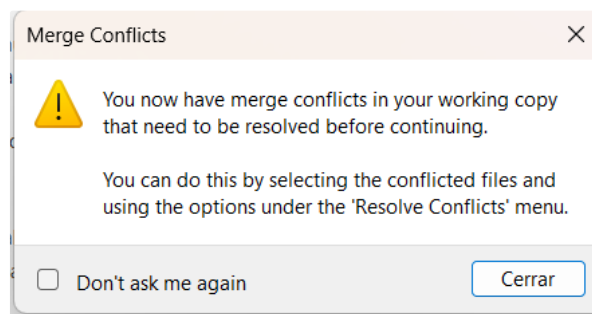 Merge Conflicts
You now have merge conflicts in your working copy
that need to be resolved before continuing.
You can do this by selecting the conflicted files and
using the options under the 'Resolve Conflicts' menu.
Don't ask me again
Cerrar